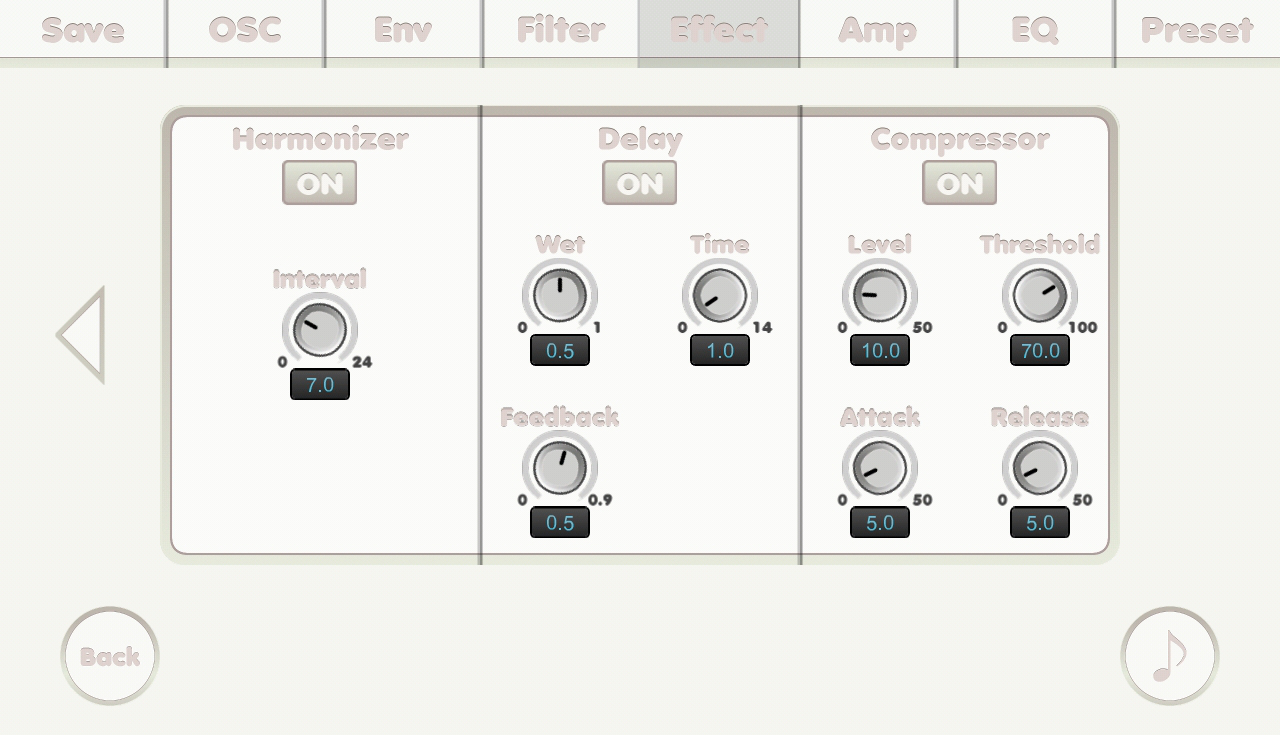 Save OSC Env Filter Effect Amp EQ Preset
Harmonizer
ON
Interval
0 24
7.0
Delay
ON
Wet
0 1
0.5
Time
0 14
1.0
Feedback
0 0.9
0.5
Compressor
ON
Level
0 50
10.0
Threshold
0 100
70.0
Attack
0 50
5.0
Release
0 50
5.0
Back